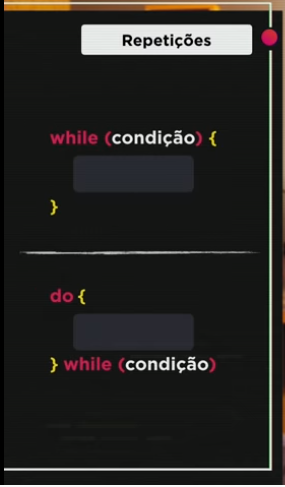 Repetições
while (condição) {
}
do {
} while (condição)